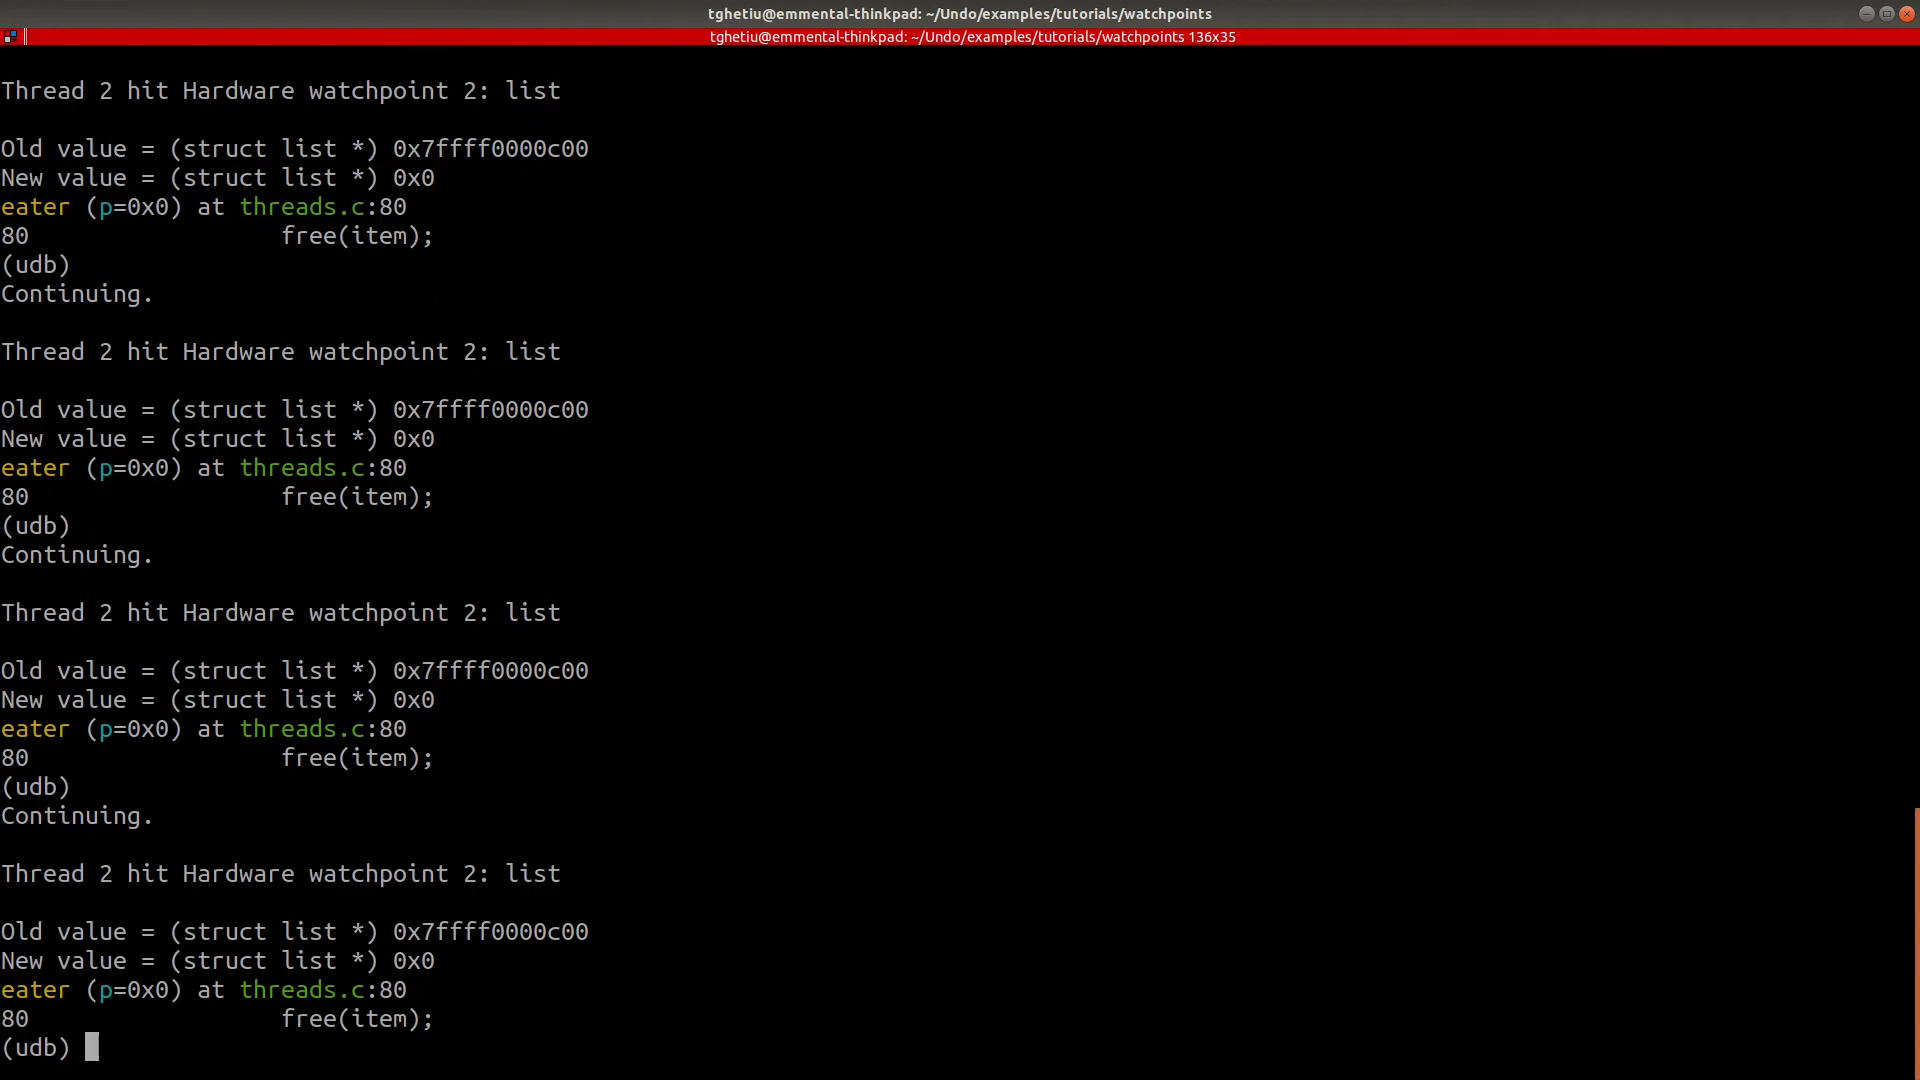 tghetiu@emmental-thinkpad: ~/Undo/examples/tutorials/watchpoints
tghetiu@emmental-thinkpad: ~/Undo/examples/tutorials/watchpoints 136x35
Thread 2 hit Hardware watchpoint 2: list
Old value = (struct list *) 0x7ffff0000c00
New value = (struct list *) 0x0
eater (p=0x0) at threads.c:80
80                  free(item);
(udb)
Continuing.
Thread 2 hit Hardware watchpoint 2: list
Old value = (struct list *) 0x7ffff0000c00
New value = (struct list *) 0x0
eater (p=0x0) at threads.c:80
80                  free(item);
(udb)
Continuing.
Thread 2 hit Hardware watchpoint 2: list
Old value = (struct list *) 0x7ffff0000c00
New value = (struct list *) 0x0
eater (p=0x0) at threads.c:80
80                  free(item);
(udb)
Continuing.
Thread 2 hit Hardware watchpoint 2: list
Old value = (struct list *) 0x7ffff0000c00
New value = (struct list *) 0x0
eater (p=0x0) at threads.c:80
80                  free(item);
(udb)